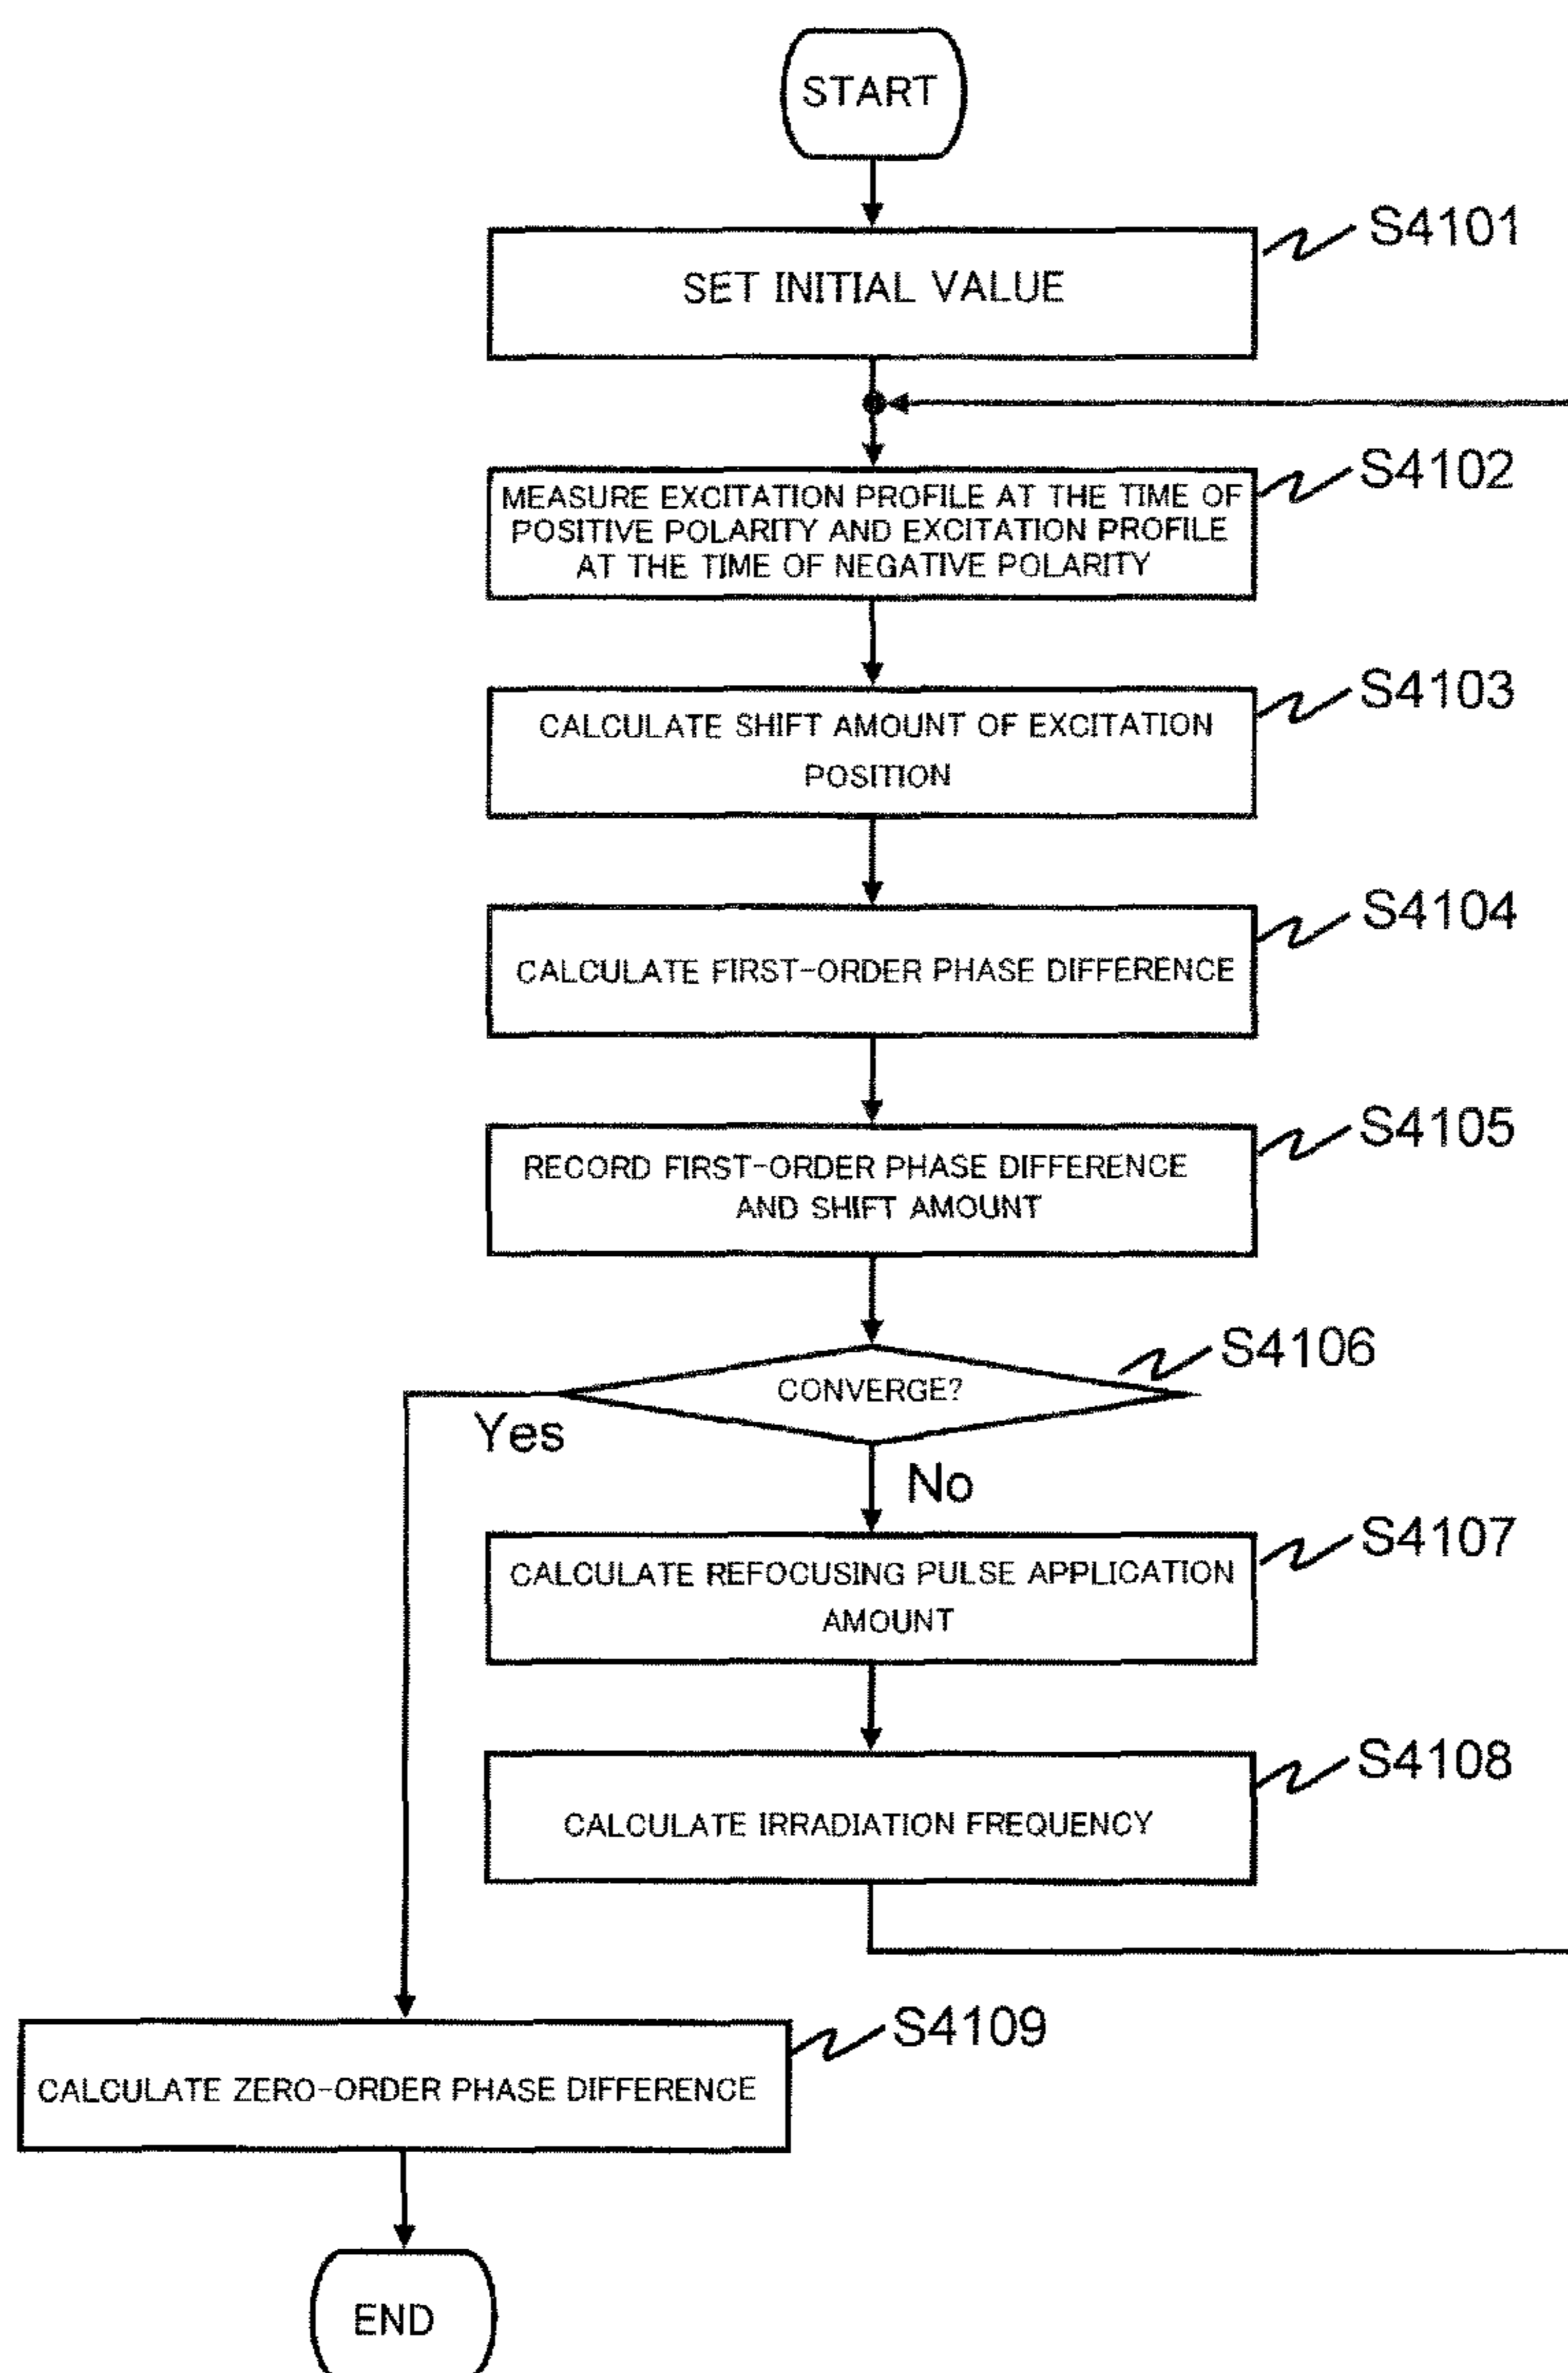 START
S4101
SET INITIAL VALUE
S4102
MEASURE EXCITATION PROFILE AT THE TIME OF
POSITIVE POLARITY AND EXCITATION PROFILE
AT THE TIME OF NEGATIVE POLARITY
S4103
CALCULATE SHIFT AMOUNT OF EXCITATION
POSITION
S4104
CALCULATE FIRST-ORDER PHASE DIFFERENCE
S4105
RECORD FIRST-ORDER PHASE DIFFERENCE
AND SHIFT AMOUNT
S4106
CONVERGE?
Yes
No
S4107
CALCULATE REFOCUSING PULSE APPLICATION
AMOUNT
S4108
CALCULATE IRRADIATION FREQUENCY
S4109
CALCULATE ZERO-ORDER PHASE DIFFERENCE
END